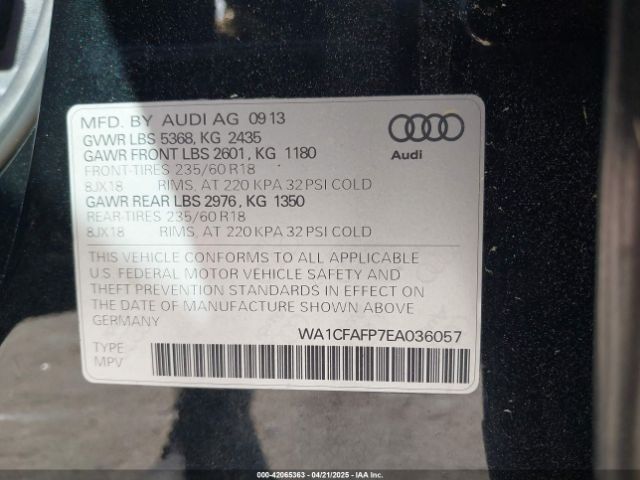 MFD. BY AUDI AG 0913
GVWR LBS 5368, KG 2435
GAWR FRONT LBS 2601, KG 1180
FRONT-TIRES 235/60 R18
8JX18 RIMS, AT 220 KPA 32 PSI COLD
GAWR REAR LBS 2976, KG 1350
REAR-TIRES 235/60 R18
8JX18 RIMS, AT 220 KPA 32 PSI COLD
Audi
THIS VEHICLE CONFORMS TO ALL APPLICABLE
U.S. FEDERAL MOTOR VEHICLE SAFETY AND
THEFT PREVENTION STANDARDS IN EFFECT ON
THE DATE OF MANUFACTURE SHOWN ABOVE
GERMANY
WA1CFAFP7EA036057
TYPE
MPV
000-42065363 - 04/21/2025 - IAAI.COM